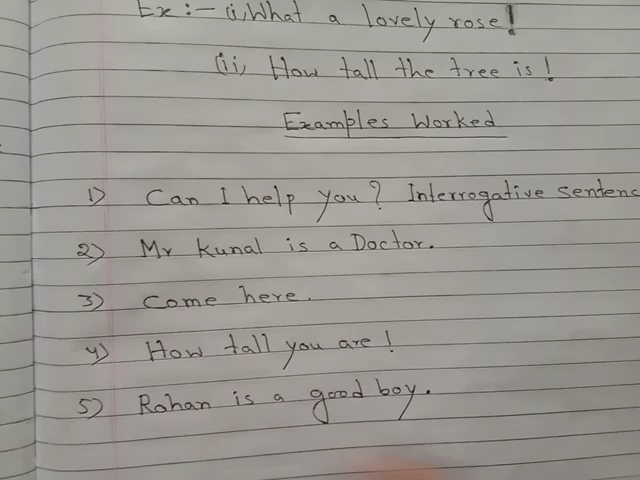 Ex :- (i, What a lovely rose!
(ii, How tall the tree is!
Examples Worked
1) Can I help you? Interrogative Sentenc
2) Mr Kunal is a Doctor.
3) Come here.
4) How tall you are!
5) Rohan is a good boy.